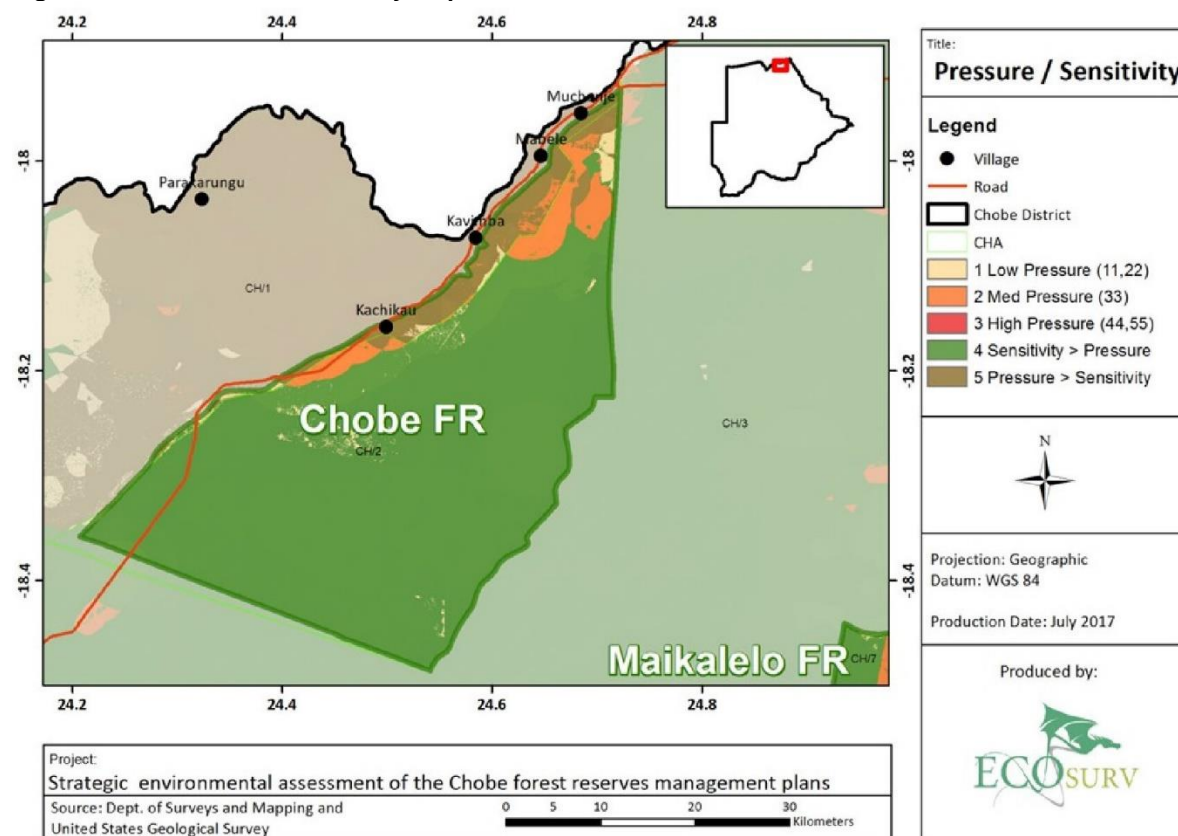 24.2 24.4 24.6 24.8
-18
-18.2
-18.4
-18
-18.2
-18.4
24.2 24.4 24.6 24.8
Muchenje
Mabele
Parakarungu
Kavimba
CH/1
Kachikau
Chobe FR
CH/2
CH/3
Maikalelo FR
CH/7
Title:
Pressure / Sensitivity
Legend
Village
Road
Chobe District
CHA
1 Low Pressure (11,22)
2 Med Pressure (33)
3 High Pressure (44,55)
4 Sensitivity > Pressure
5 Pressure > Sensitivity
N
Projection: Geographic
Datum: WGS 84
Production Date: July 2017
Produced by:
ECOSURV
Project:
Strategic environmental assessment of the Chobe forest reserves management plans
Source: Dept. of Surveys and Mapping and
United States Geological Survey
0 5 10 20 30
Kilometers